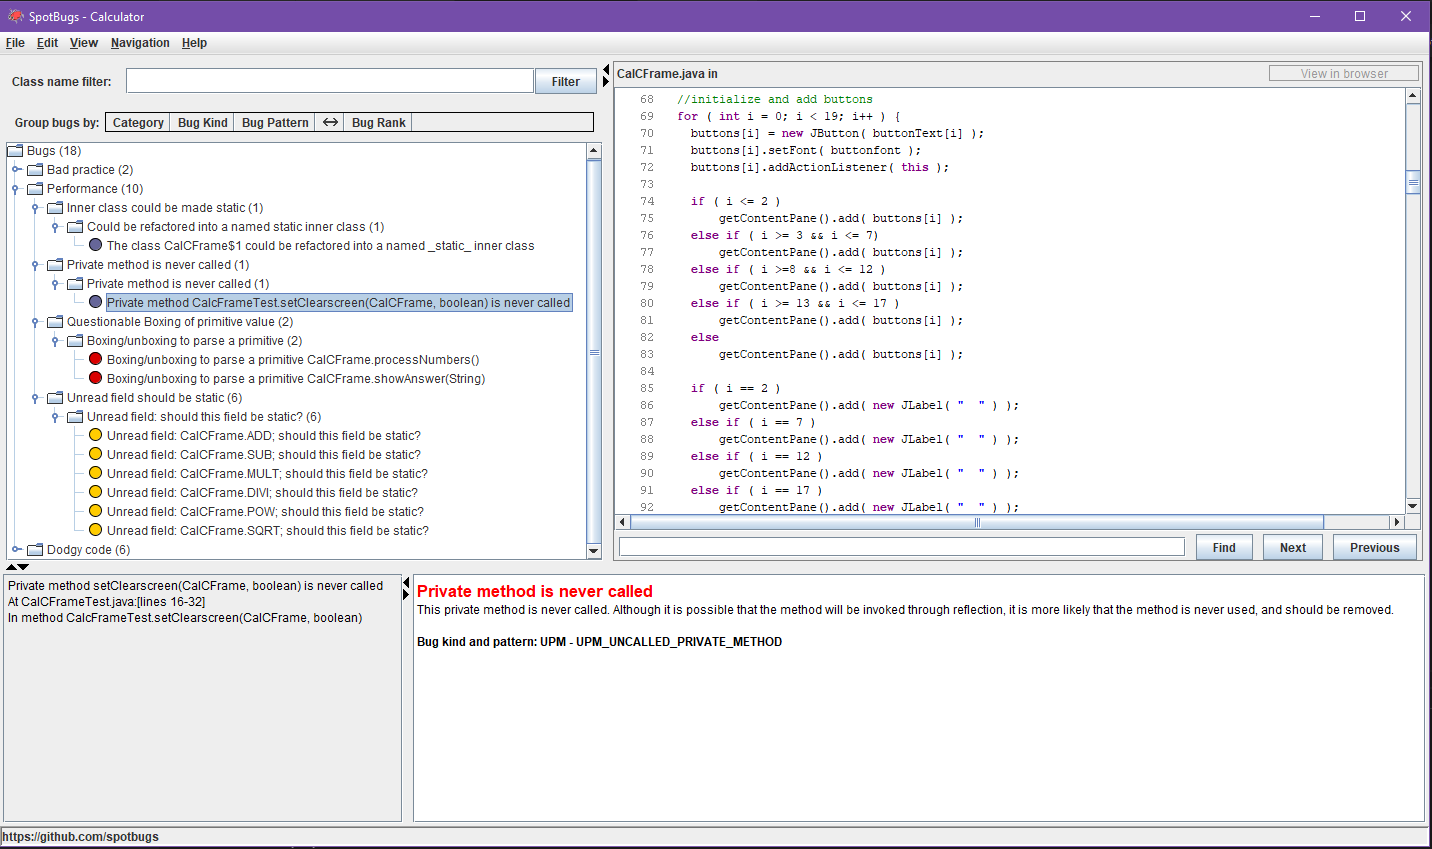 SpotBugs - Calculator
File Edit View Navigation Help
Class name filter: Filter
Group bugs by: Category Bug Kind Bug Pattern ↔ Bug Rank
Bugs (18)
Bad practice (2)
Performance (10)
Inner class could be made static (1)
Could be refactored into a named static inner class (1)
The class CalCFrame$1 could be refactored into a named _static_ inner class
Private method is never called (1)
Private method is never called (1)
Private method CalcFrameTest.setClearscreen(CalCFrame, boolean) is never called
Questionable Boxing of primitive value (2)
Boxing/unboxing to parse a primitive (2)
Boxing/unboxing to parse a primitive CalCFrame.processNumbers()
Boxing/unboxing to parse a primitive CalCFrame.showAnswer(String)
Unread field should be static (6)
Unread field: should this field be static? (6)
Unread field: CalCFrame.ADD; should this field be static?
Unread field: CalCFrame.SUB; should this field be static?
Unread field: CalCFrame.MULT; should this field be static?
Unread field: CalCFrame.DIVI; should this field be static?
Unread field: CalCFrame.POW; should this field be static?
Unread field: CalCFrame.SQRT; should this field be static?
Dodgy code (6)
CalCFrame.java in
View in browser
68 //initialize and add buttons
69 for ( int i = 0; i < 19; i++ ) {
70 buttons[i] = new JButton( buttonText[i] );
71 buttons[i].setFont( buttonfont );
72 buttons[i].addActionListener( this );
73
74 if ( i <= 2 )
75 getContentPane().add( buttons[i] );
76 else if ( i >= 3 && i <= 7)
77 getContentPane().add( buttons[i] );
78 else if ( i >=8 && i <= 12 )
79 getContentPane().add( buttons[i] );
80 else if ( i >= 13 && i <= 17 )
81 getContentPane().add( buttons[i] );
82 else
83 getContentPane().add( buttons[i] );
84
85 if ( i == 2 )
86 getContentPane().add( new JLabel( "  " ) );
87 else if ( i == 7 )
88 getContentPane().add( new JLabel( "  " ) );
89 else if ( i == 12 )
90 getContentPane().add( new JLabel( "  " ) );
91 else if ( i == 17 )
92 getContentPane().add( new JLabel( "  " ) );
Find Next Previous
Private method setClearscreen(CalCFrame, boolean) is never called
At CalCFrameTest.java:[lines 16-32]
In method CalcFrameTest.setClearscreen(CalCFrame, boolean)
Private method is never called
This private method is never called. Although it is possible that the method will be invoked through reflection, it is more likely that the method is never used, and should be removed.
Bug kind and pattern: UPM - UPM_UNCALLED_PRIVATE_METHOD
https://github.com/spotbugs